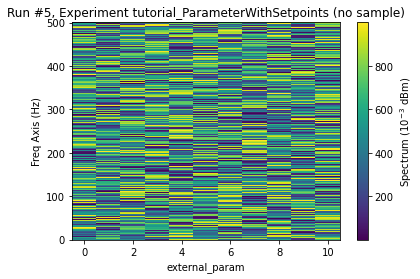 Run #5, Experiment tutorial_ParameterWithSetpoints (no sample)
500
400
300
200
100
0
Freq Axis (Hz)
0 2 4 6 8 10
external_param
800
600
400
200
Spectrum (10⁻³ dBm)